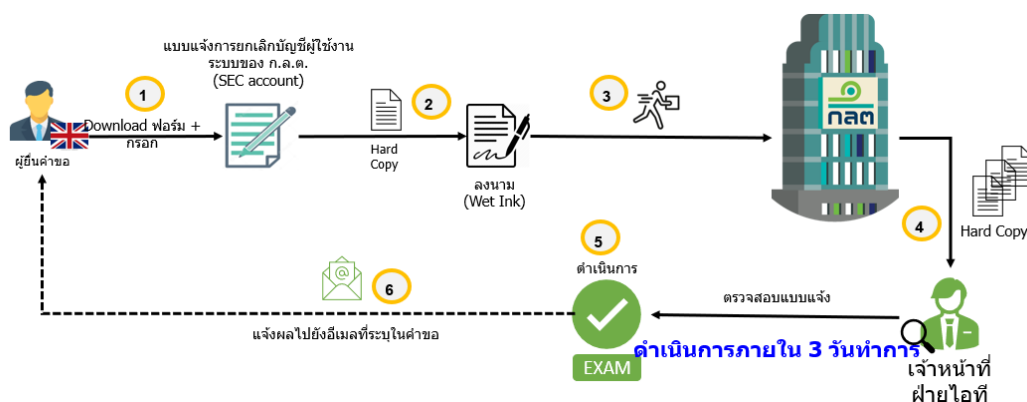 แบบแจ้งการยกเลิกบัญชีผู้ใช้งาน
ระบบของ ก.ล.ต.
(SEC account)
1
Download ฟอร์ม +
กรอก
ผู้ยื่นคำขอ
2
Hard
Copy
ลงนาม
(Wet Ink)
3
กลต
4
Hard Copy
5
ดำเนินการ
ตรวจสอบแบบแจ้ง
6
แจ้งผลไปยังอีเมลที่ระบุในคำขอ
ดำเนินการภายใน 3 วันทำการ
EXAM
เจ้าหน้าที่
ฝ่ายไอที